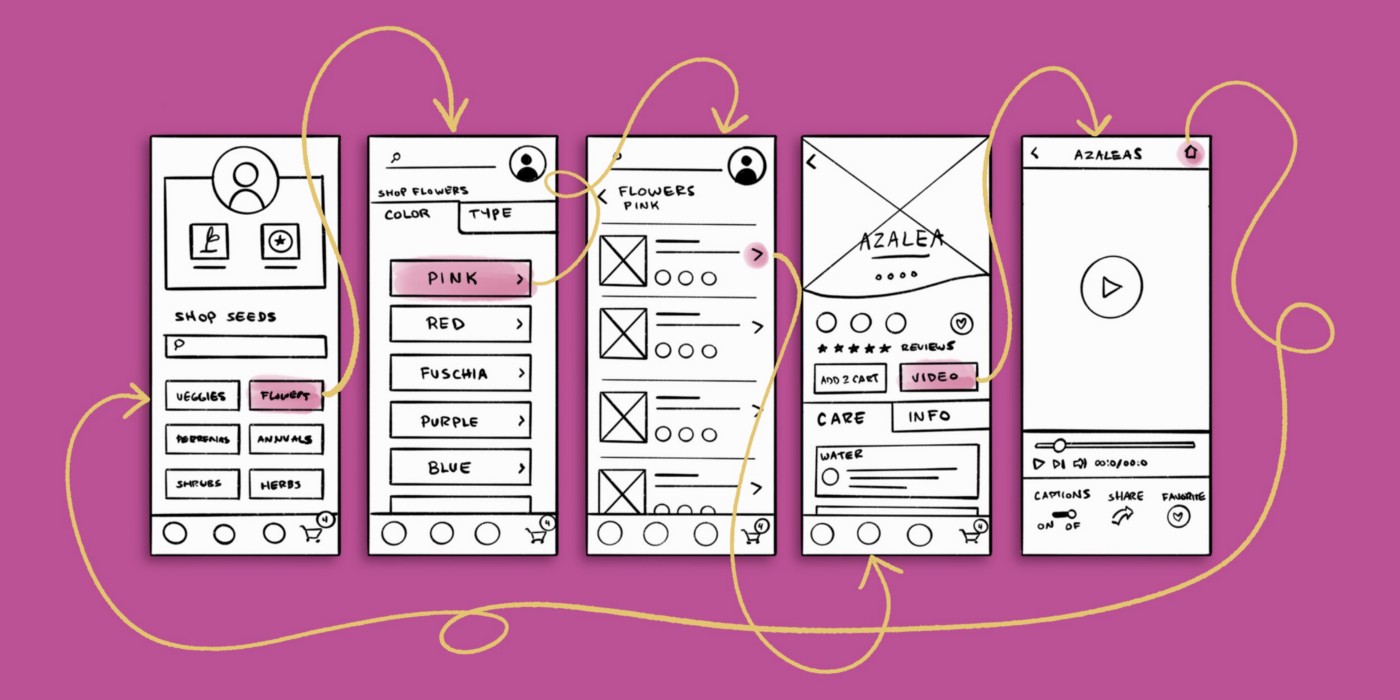 SHOP SEEDS
VEGGIES
ANNUALS
SHRUBS
HERBS
4
SHOP FLOWERS
COLOR
TYPE
PINK
RED
FUSCHIA
PURPLE
BLUE
4
FLOWERS
PINK
4
AZALEA
REVIEWS
ADD 2 CART
VIDEO
CARE
INFO
WATER
4
AZALEAS
00:0/00:0
CAPTIONS
SHARE
FAVORITE
ON OF